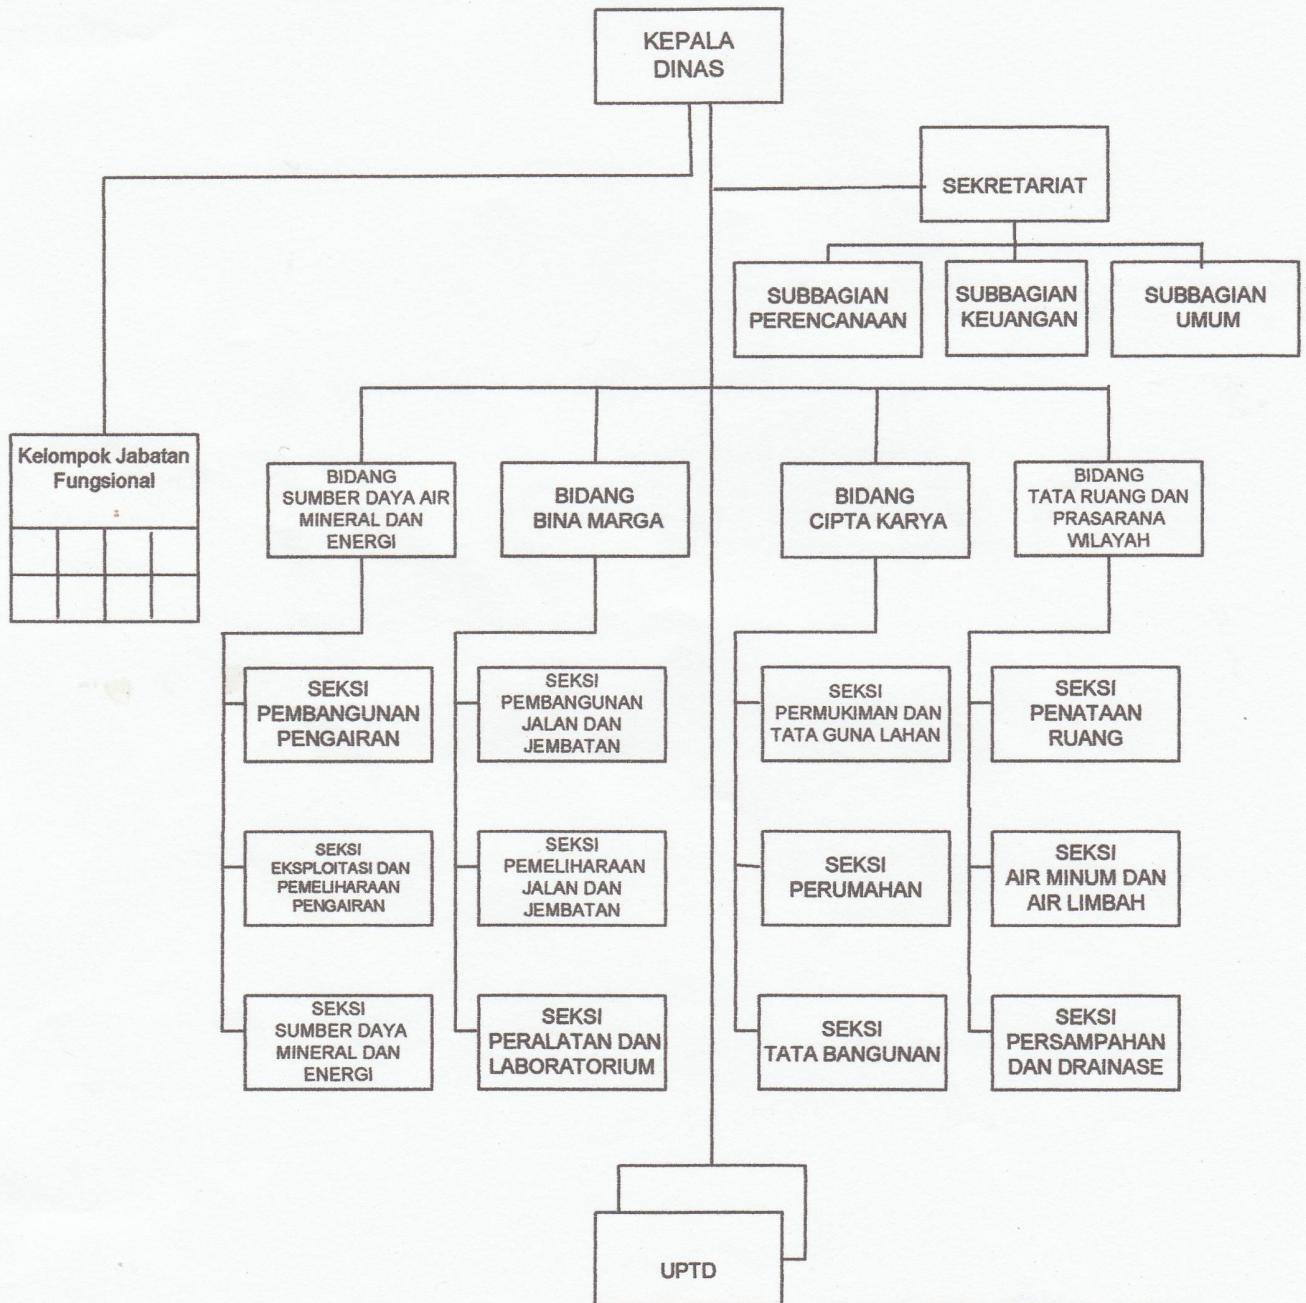 KEPALA
DINAS
SEKRETARIAT
SUBBAGIAN
PERENCANAAN
SUBBAGIAN
KEUANGAN
SUBBAGIAN
UMUM
Kelompok Jabatan
Fungsional
BIDANG
SUMBER DAYA AIR
MINERAL DAN
ENERGI
BIDANG
BINA MARGA
BIDANG
CIPTA KARYA
BIDANG
TATA RUANG DAN
PRASARANA
WILAYAH
SEKSI
PEMBANGUNAN
PENGAIRAN
SEKSI
PEMBANGUNAN
JALAN DAN
JEMBATAN
SEKSI
PERMUKIMAN DAN
TATA GUNA LAHAN
SEKSI
PENATAAN
RUANG
SEKSI
EKSPLOITASI DAN
PEMELIHARAAN
PENGAIRAN
SEKSI
PEMELIHARAAN
JALAN DAN
JEMBATAN
SEKSI
PERUMAHAN
SEKSI
AIR MINUM DAN
AIR LIMBAH
SEKSI
SUMBER DAYA
MINERAL DAN
ENERGI
SEKSI
PERALATAN DAN
LABORATORIUM
SEKSI
TATA BANGUNAN
SEKSI
PERSAMPAHAN
DAN DRAINASE
UPTD